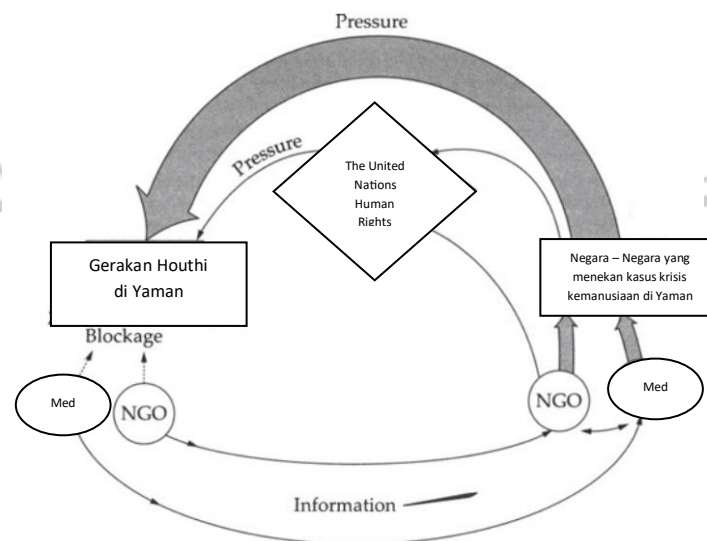 Pressure
Pressure
The United
Nations
Human
Rights
Gerakan Houthi
di Yaman
Negara – Negara yang
menekan kasus krisis
kemanusiaan di Yaman
Blockage
Med
NGO
NGO
Med
Information